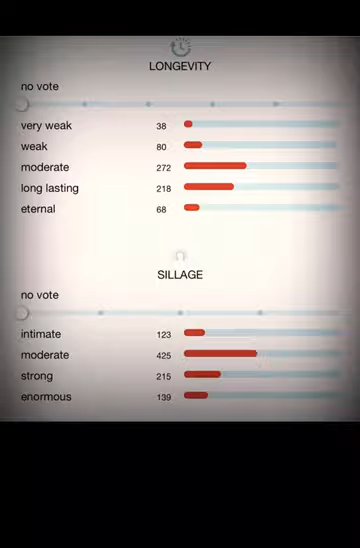 LONGEVITY
no vote
very weak 38
weak 80
moderate 272
long lasting 218
eternal 68
SILLAGE
no vote
intimate 123
moderate 425
strong 215
enormous 139